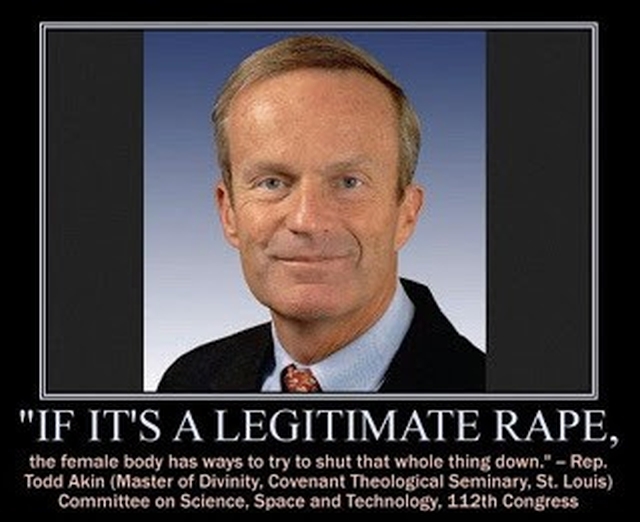 "IF IT'S A LEGITIMATE RAPE,
the female body has ways to try to shut that whole thing down." – Rep.
Todd Akin (Master of Divinity, Covenant Theological Seminary, St. Louis)
Committee on Science, Space and Technology, 112th Congress